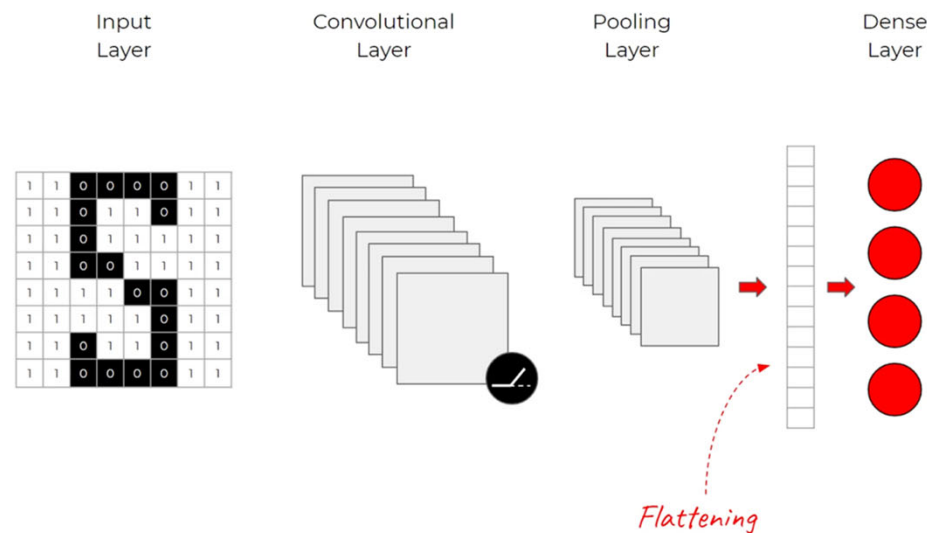 Input
Layer
Convolutional
Layer
Pooling
Layer
Dense
Layer
1 1 0 0 0 0 1 1
1 1 0 1 1 0 1 1
1 1 0 1 1 1 1 1
1 1 0 0 1 1 1 1
1 1 1 1 0 0 1 1
1 1 1 1 1 0 1 1
1 1 0 1 1 0 1 1
1 1 0 0 0 0 1 1
Flattening